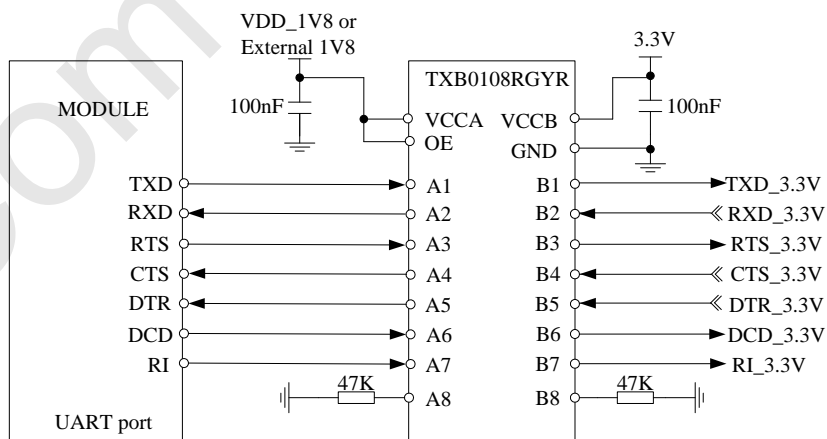 VDD_1V8 or
External 1V8
3.3V
TXB0108RGYR
MODULE
100nF
VCCA
VCCB
100nF
OE
GND
TXD
A1
B1
TXD_3.3V
RXD
A2
B2
RXD_3.3V
RTS
A3
B3
RTS_3.3V
CTS
A4
B4
CTS_3.3V
DTR
A5
B5
DTR_3.3V
DCD
A6
B6
DCD_3.3V
RI
A7
B7
RI_3.3V
47K
A8
B8
47K
UART port